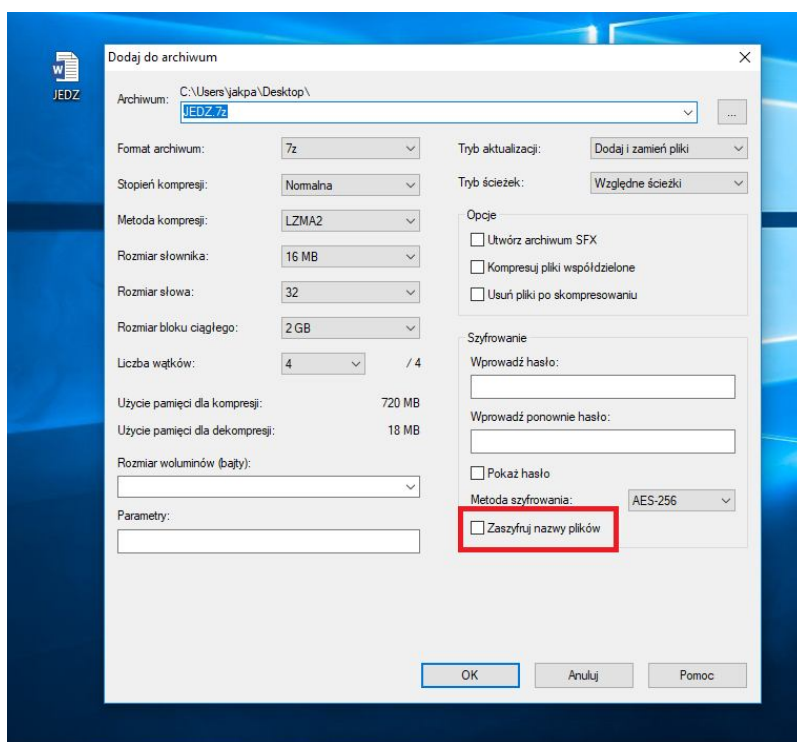 JEDZ
Dodaj do archiwum
Archiwum:
C:\Users\jakpa\Desktop\
JEDZ.7z
...
Format archiwum: 7z
Stopień kompresji: Normalna
Metoda kompresji: LZMA2
Rozmiar słownika: 16 MB
Rozmiar słowa: 32
Rozmiar bloku ciągłego: 2 GB
Liczba wątków: 4 / 4
Użycie pamięci dla kompresji: 720 MB
Użycie pamięci dla dekompresji: 18 MB
Rozmiar woluminów (bajty):
Parametry:
Tryb aktualizacji: Dodaj i zamień pliki
Tryb ścieżek: Względne ścieżki
Opcje
Utwórz archiwum SFX
Kompresuj pliki współdzielone
Usuń pliki po skompresowaniu
Szyfrowanie
Wprowadź hasło:
Wprowadź ponownie hasło:
Pokaż hasło
Metoda szyfrowania: AES-256
Zaszyfruj nazwy plików
OK
Anuluj
Pomoc